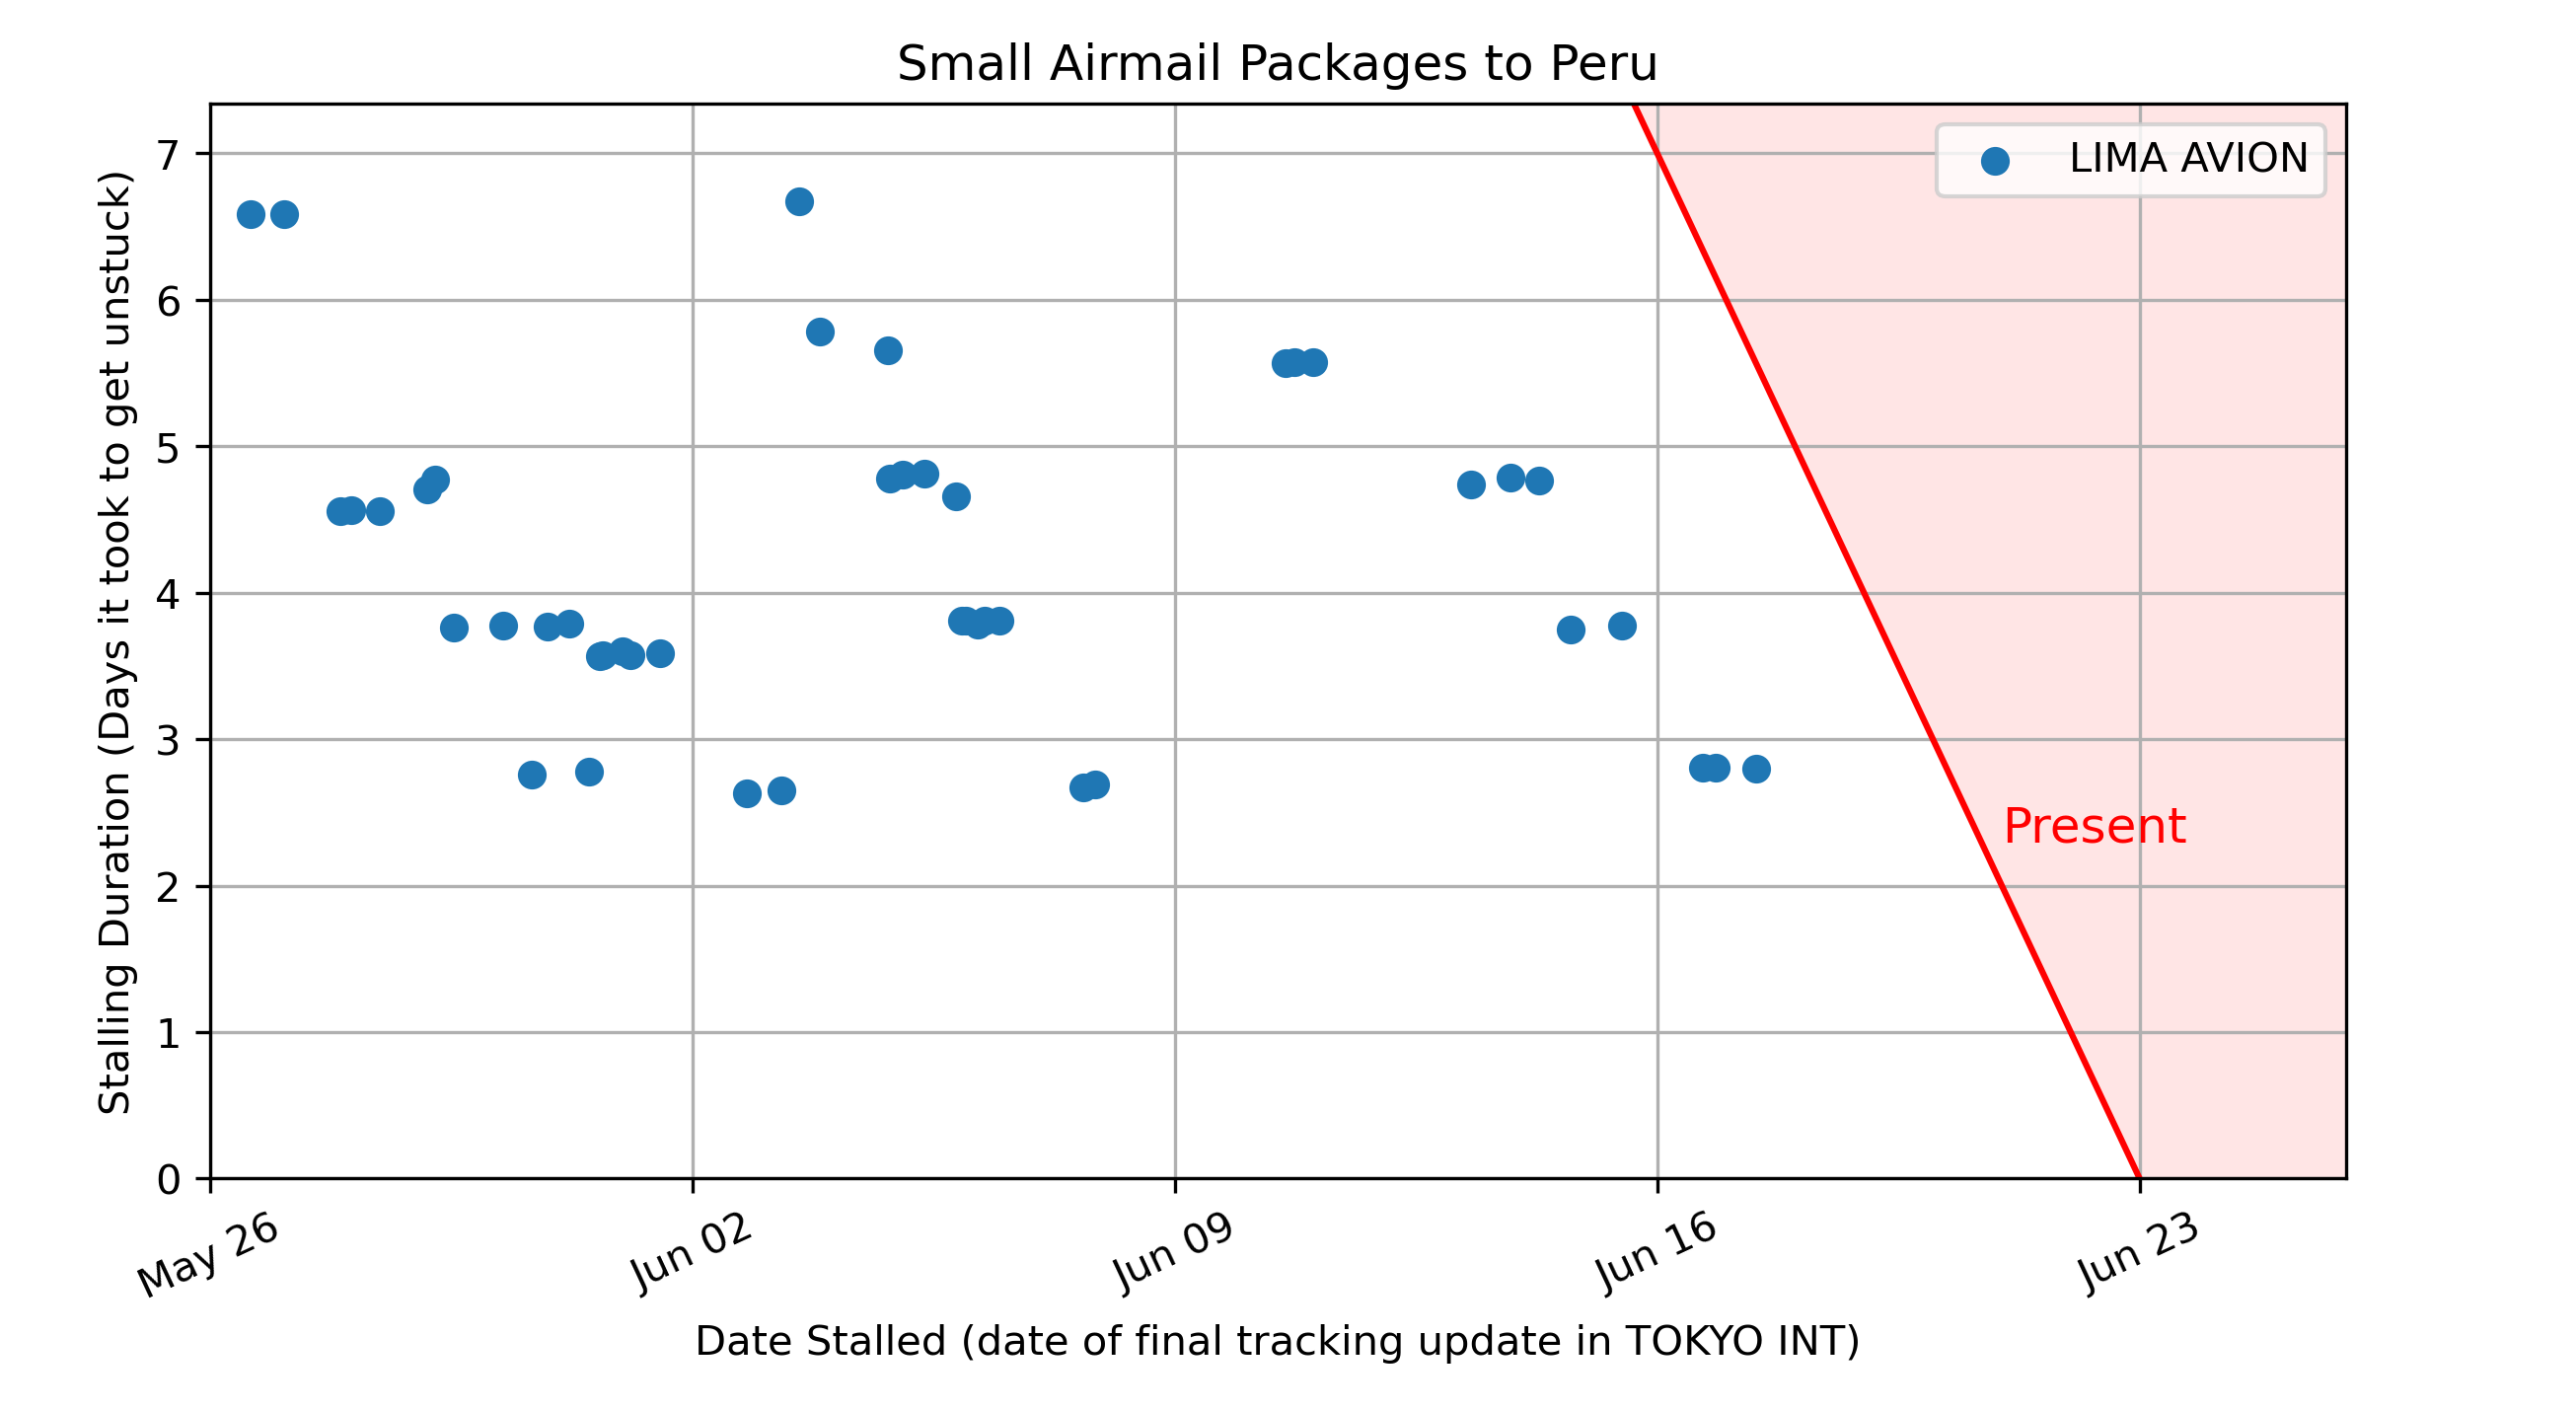 Small Airmail Packages to Peru
Stalling Duration (Days it took to get unstuck)
7
6
5
4
3
2
1
0
LIMA AVION
Present
May 26
Jun 02
Jun 09
Jun 16
Jun 23
Date Stalled (date of final tracking update in TOKYO INT)